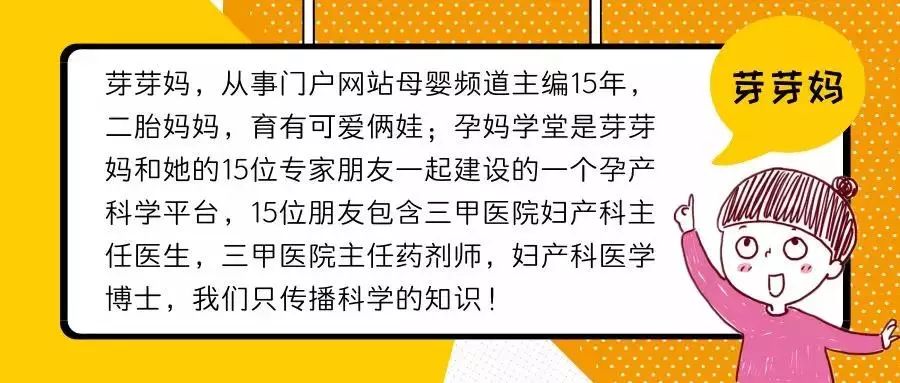 芽芽妈，从事门户网站母婴频道主编15年，
二胎妈妈，育有可爱俩娃；孕妈学堂是芽芽
妈和她的15位专家朋友一起建设的一个孕产
科学平台，15位朋友包含三甲医院妇产科主
任医生，三甲医院主任药剂师，妇产科医学
博士，我们只传播科学的知识！
芽芽妈